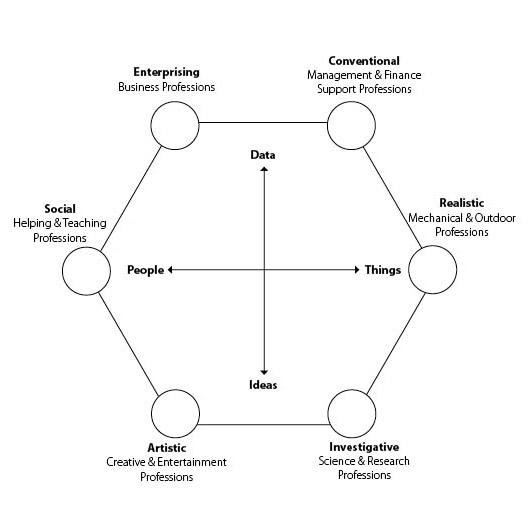 Conventional
Management & Finance
Support Professions
Enterprising
Business Professions
Data
Social
Helping & Teaching
Professions
Realistic
Mechanical & Outdoor
Professions
People
Things
Ideas
Artistic
Creative & Entertainment
Professions
Investigative
Science & Research
Professions